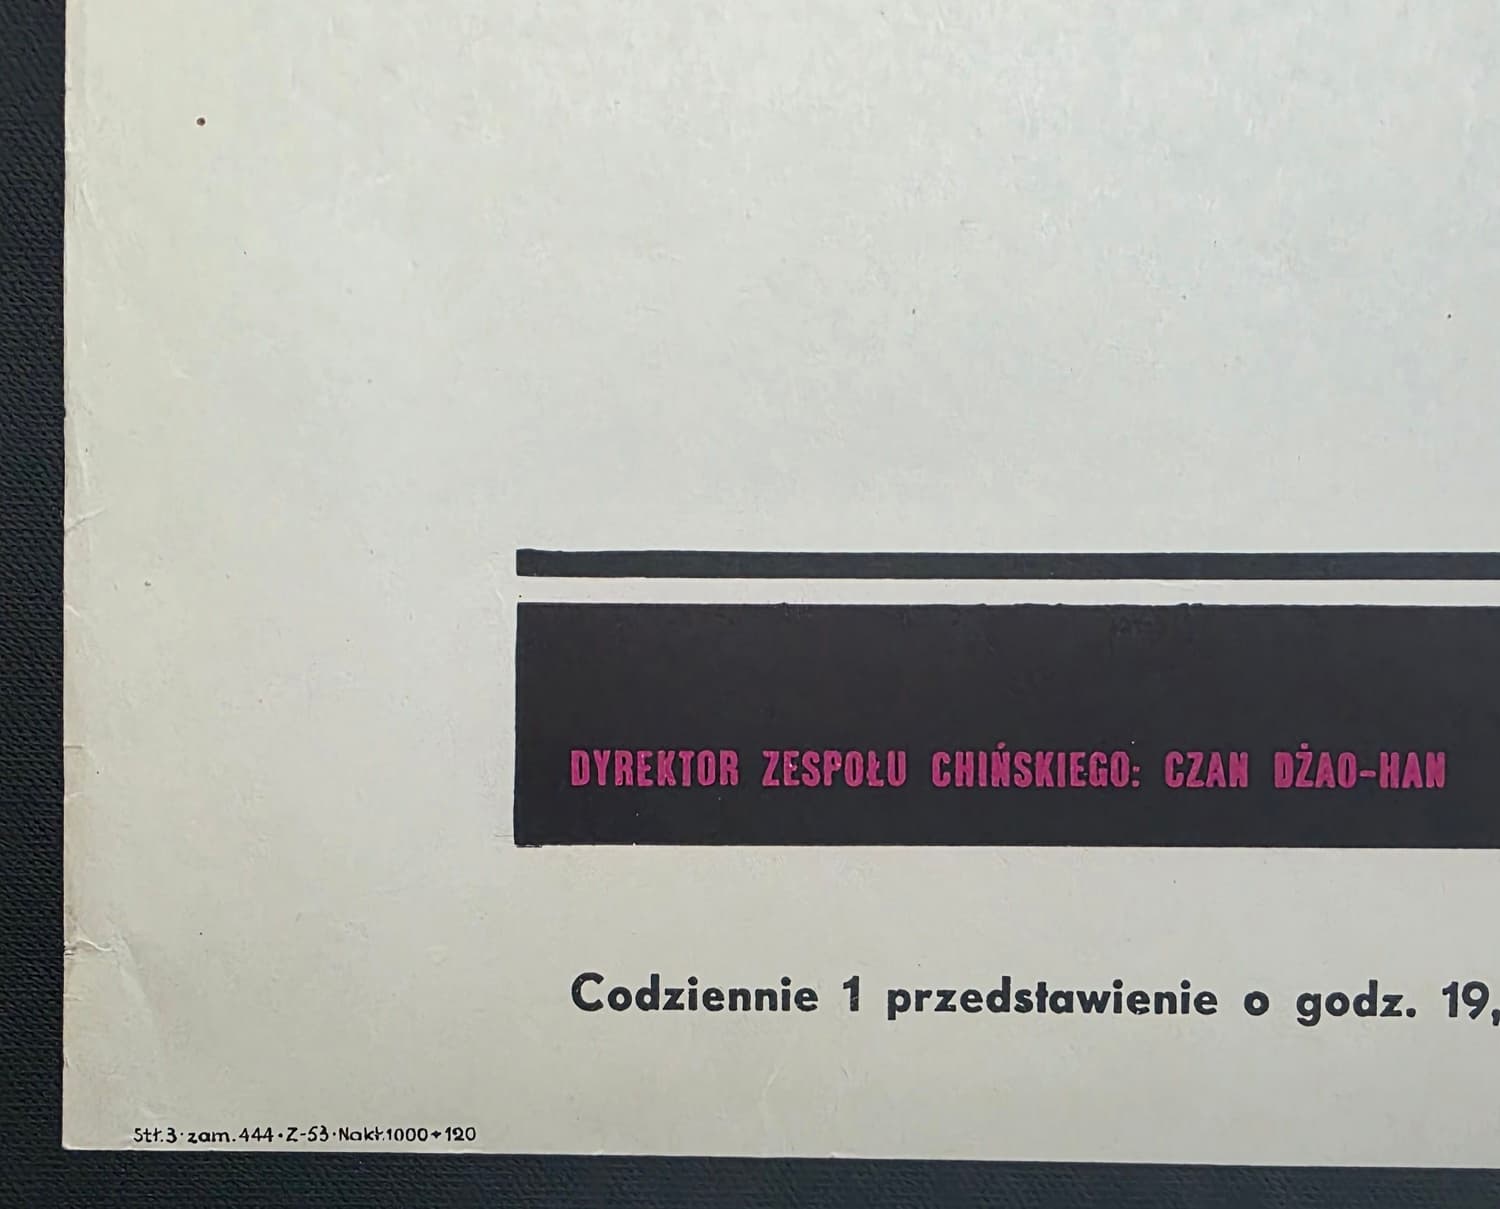 DYREKTOR ZESPOŁU CHIŃSKIEGO: CZAN DŻAO-HAN
Codziennie 1 przedstawienie o godz. 19,
Stł.3·zam.444·Z-53·Nakł.1000+120